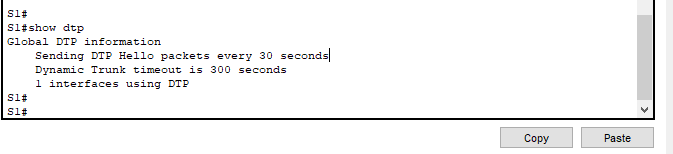 S1#
S1#show dtp
Global DTP information
    Sending DTP Hello packets every 30 seconds
    Dynamic Trunk timeout is 300 seconds
    1 interfaces using DTP
S1#
S1#
Copy Paste